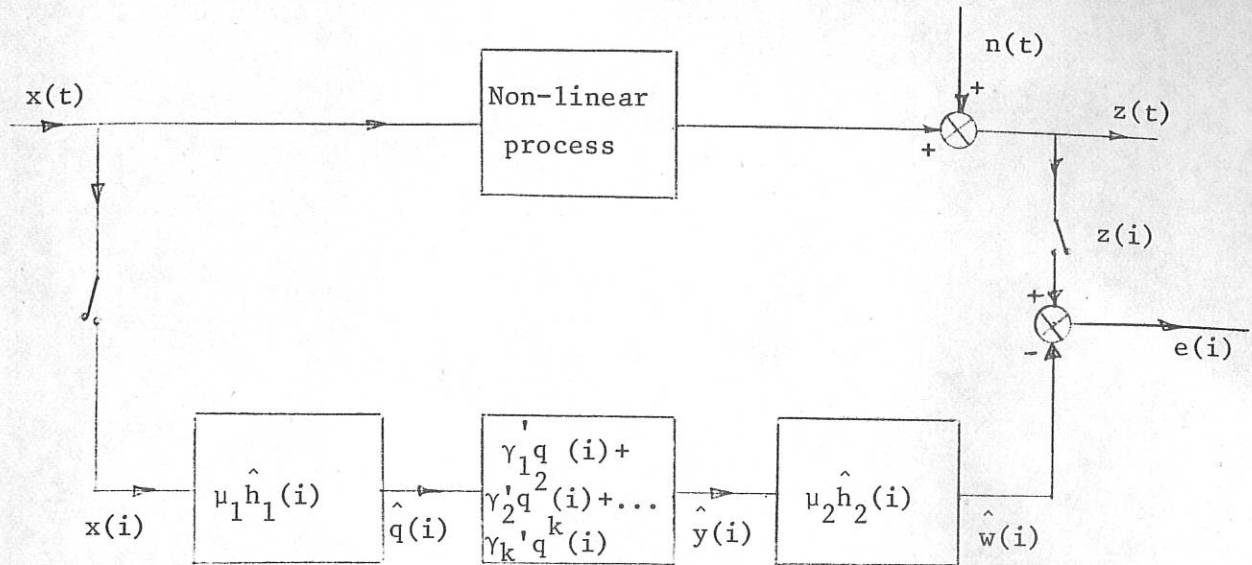 n(t)
+
x(t)
Non-linear
process
+
z(t)
z(i)
+
-
e(i)
x(i)
μ₁ĥ₁(i)
q̂(i)
γ₁'q (i)+
γ₂'q²(i)+...
γₖ'qᵏ(i)
ŷ(i)
μ₂ĥ₂(i)
ŵ(i)